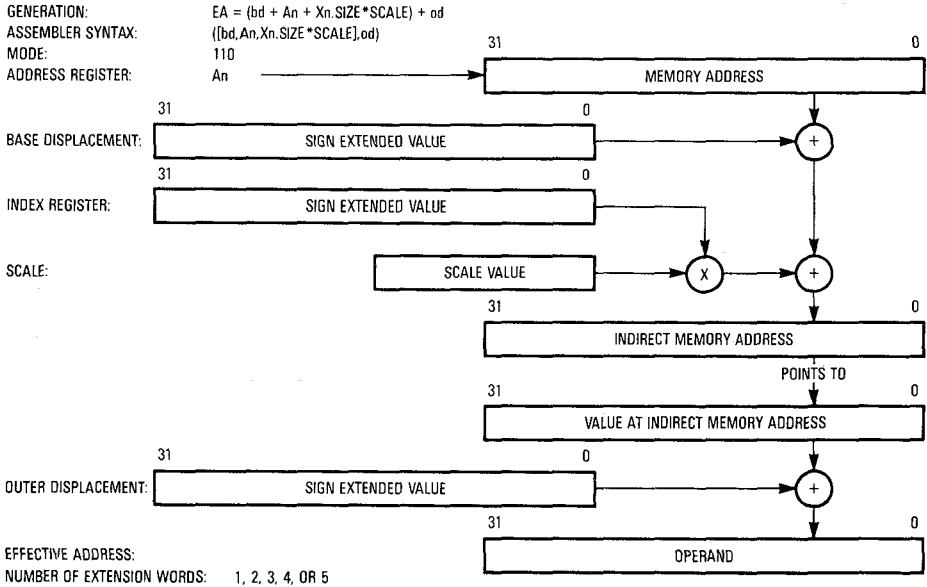 GENERATION: EA = (bd + An + Xn.SIZE*SCALE) + od
ASSEMBLER SYNTAX: ([bd,An,Xn.SIZE*SCALE],od)
MODE: 110
31 0
ADDRESS REGISTER: An MEMORY ADDRESS
31 0
BASE DISPLACEMENT: SIGN EXTENDED VALUE +
31 0
INDEX REGISTER: SIGN EXTENDED VALUE
SCALE: SCALE VALUE X +
31 0
INDIRECT MEMORY ADDRESS
POINTS TO
31 0
VALUE AT INDIRECT MEMORY ADDRESS
31 0
OUTER DISPLACEMENT: SIGN EXTENDED VALUE +
31 0
EFFECTIVE ADDRESS: OPERAND
NUMBER OF EXTENSION WORDS: 1, 2, 3, 4, OR 5